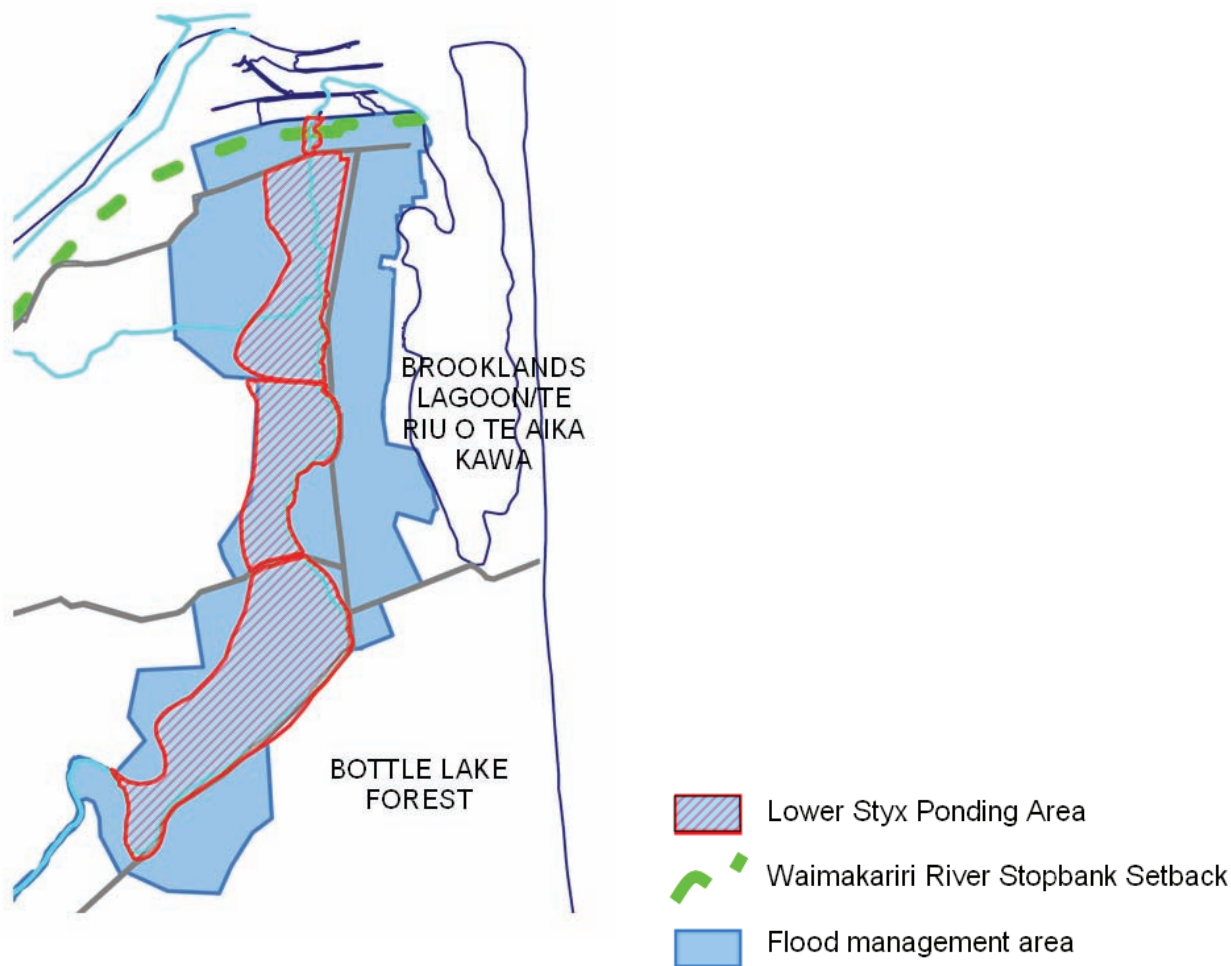 BROOKLANDS
LAGOON/TE
RIU O TE AIKA
KAWA
BOTTLE LAKE
FOREST
Lower Styx Ponding Area
Waimakariri River Stopbank Setback
Flood management area